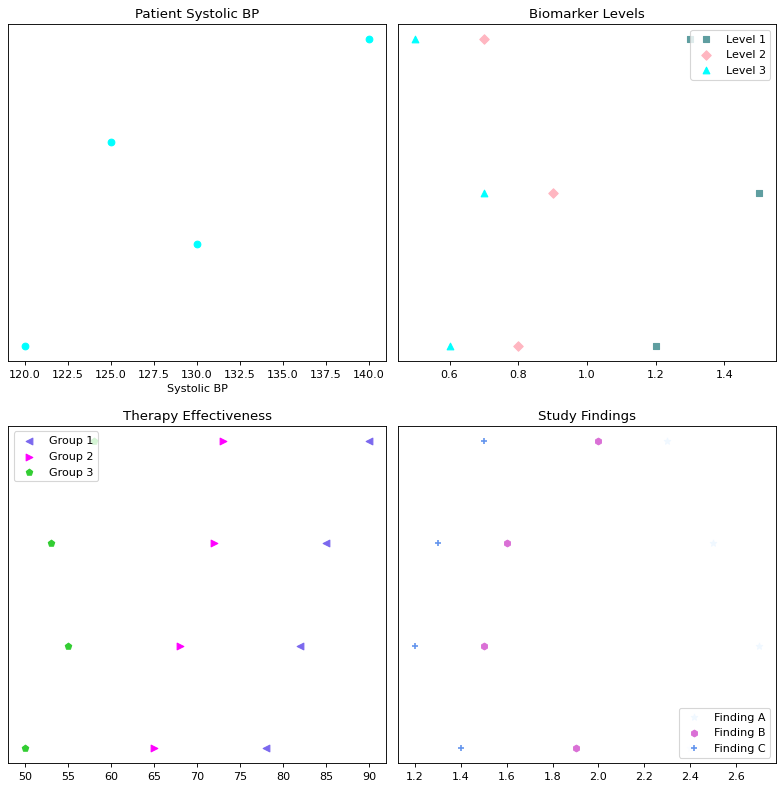 Patient Systolic BP
120.0 122.5 125.0 127.5 130.0 132.5 135.0 137.5 140.0
Systolic BP
Biomarker Levels
Level 1
Level 2
Level 3
0.6 0.8 1.0 1.2 1.4
Therapy Effectiveness
Group 1
Group 2
Group 3
50 55 60 65 70 75 80 85 90
Study Findings
Finding A
Finding B
Finding C
1.2 1.4 1.6 1.8 2.0 2.2 2.4 2.6